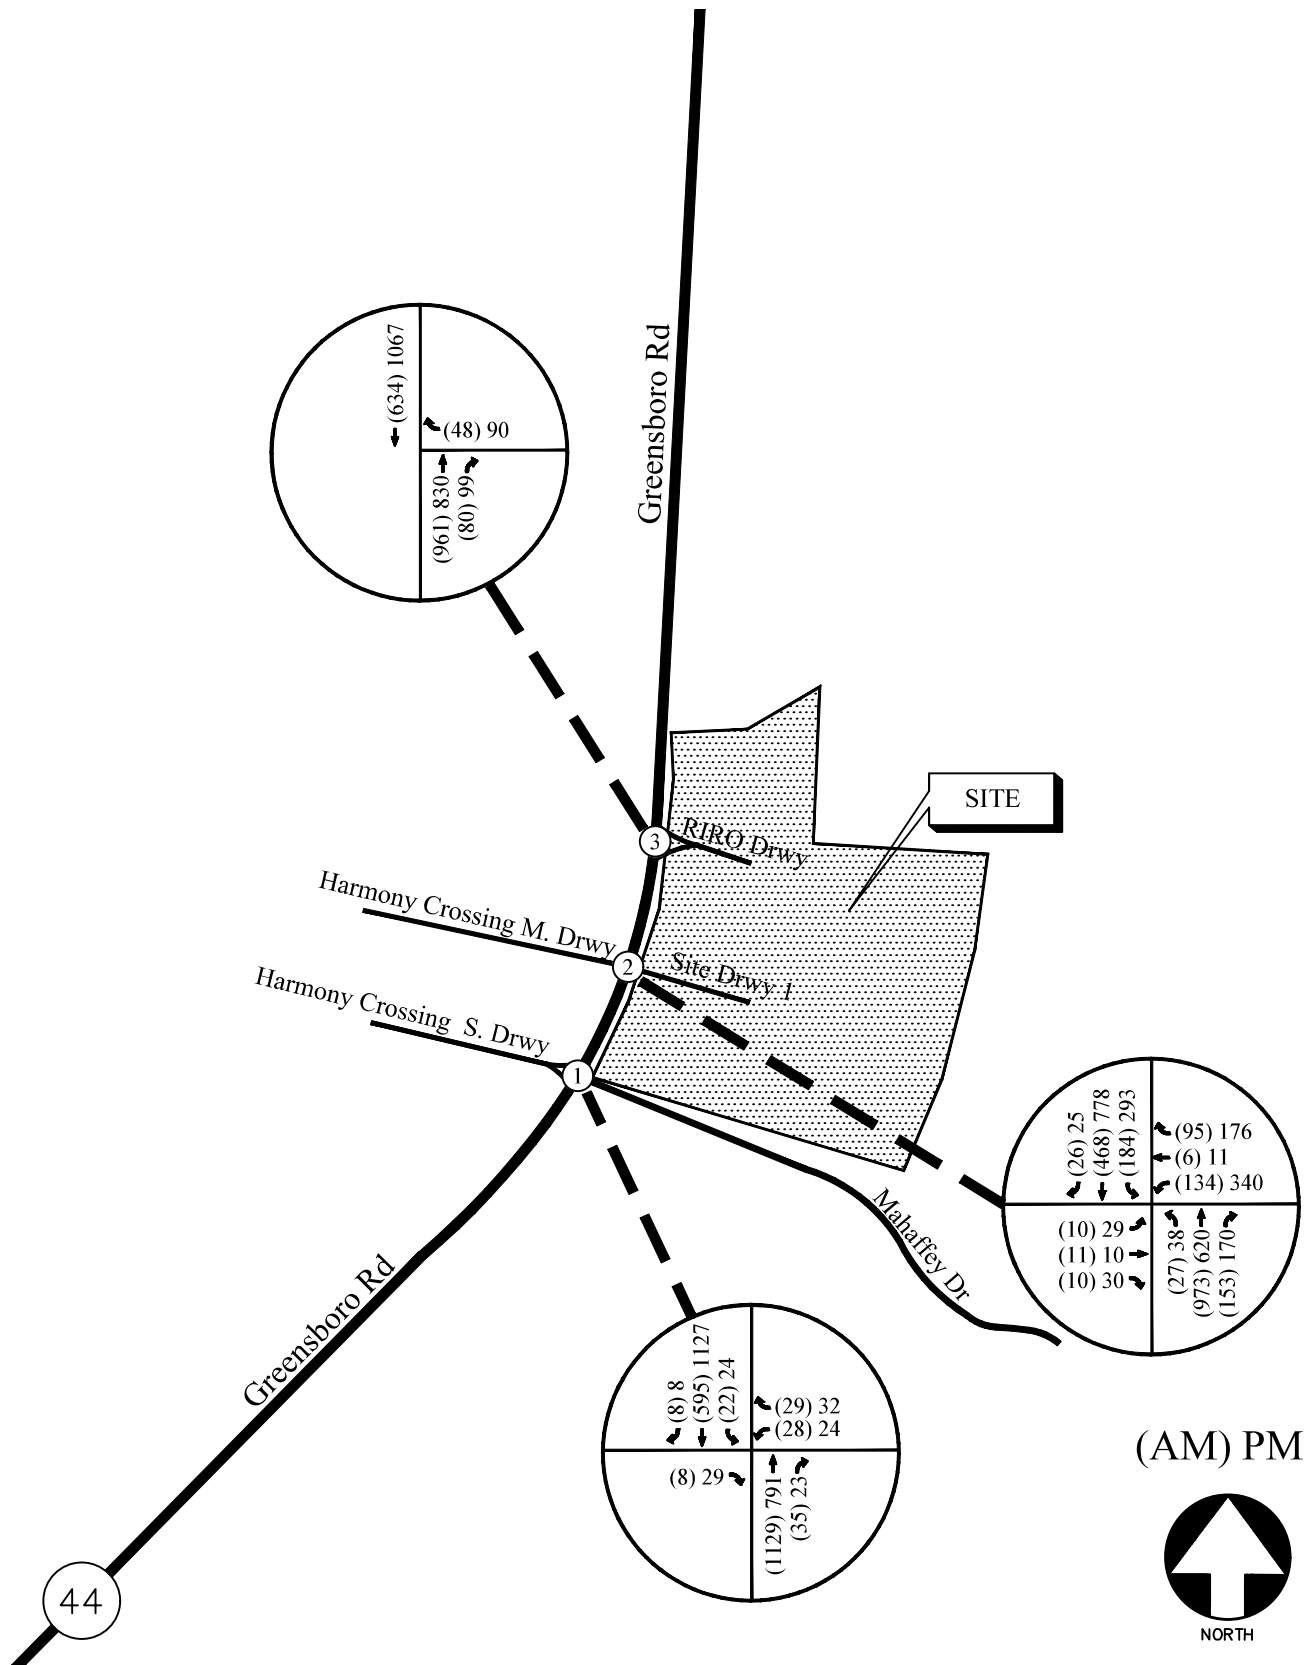 Greensboro Rd
(634) 1067
(48) 90
(961) 830
(80) 99
SITE
RIRO Drwy
3
Harmony Crossing M. Drwy
2
Site Drwy 1
Harmony Crossing S. Drwy
1
(26) 25
(468) 778
(184) 293
(95) 176
(6) 11
(134) 340
(10) 29
(11) 10
(10) 30
(27) 38
(973) 620
(153) 170
Mahaffey Dr
Greensboro Rd
(8) 8
(595) 1127
(22) 24
(29) 32
(28) 24
(8) 29
(1129) 791
(35) 23
(AM) PM
44
NORTH